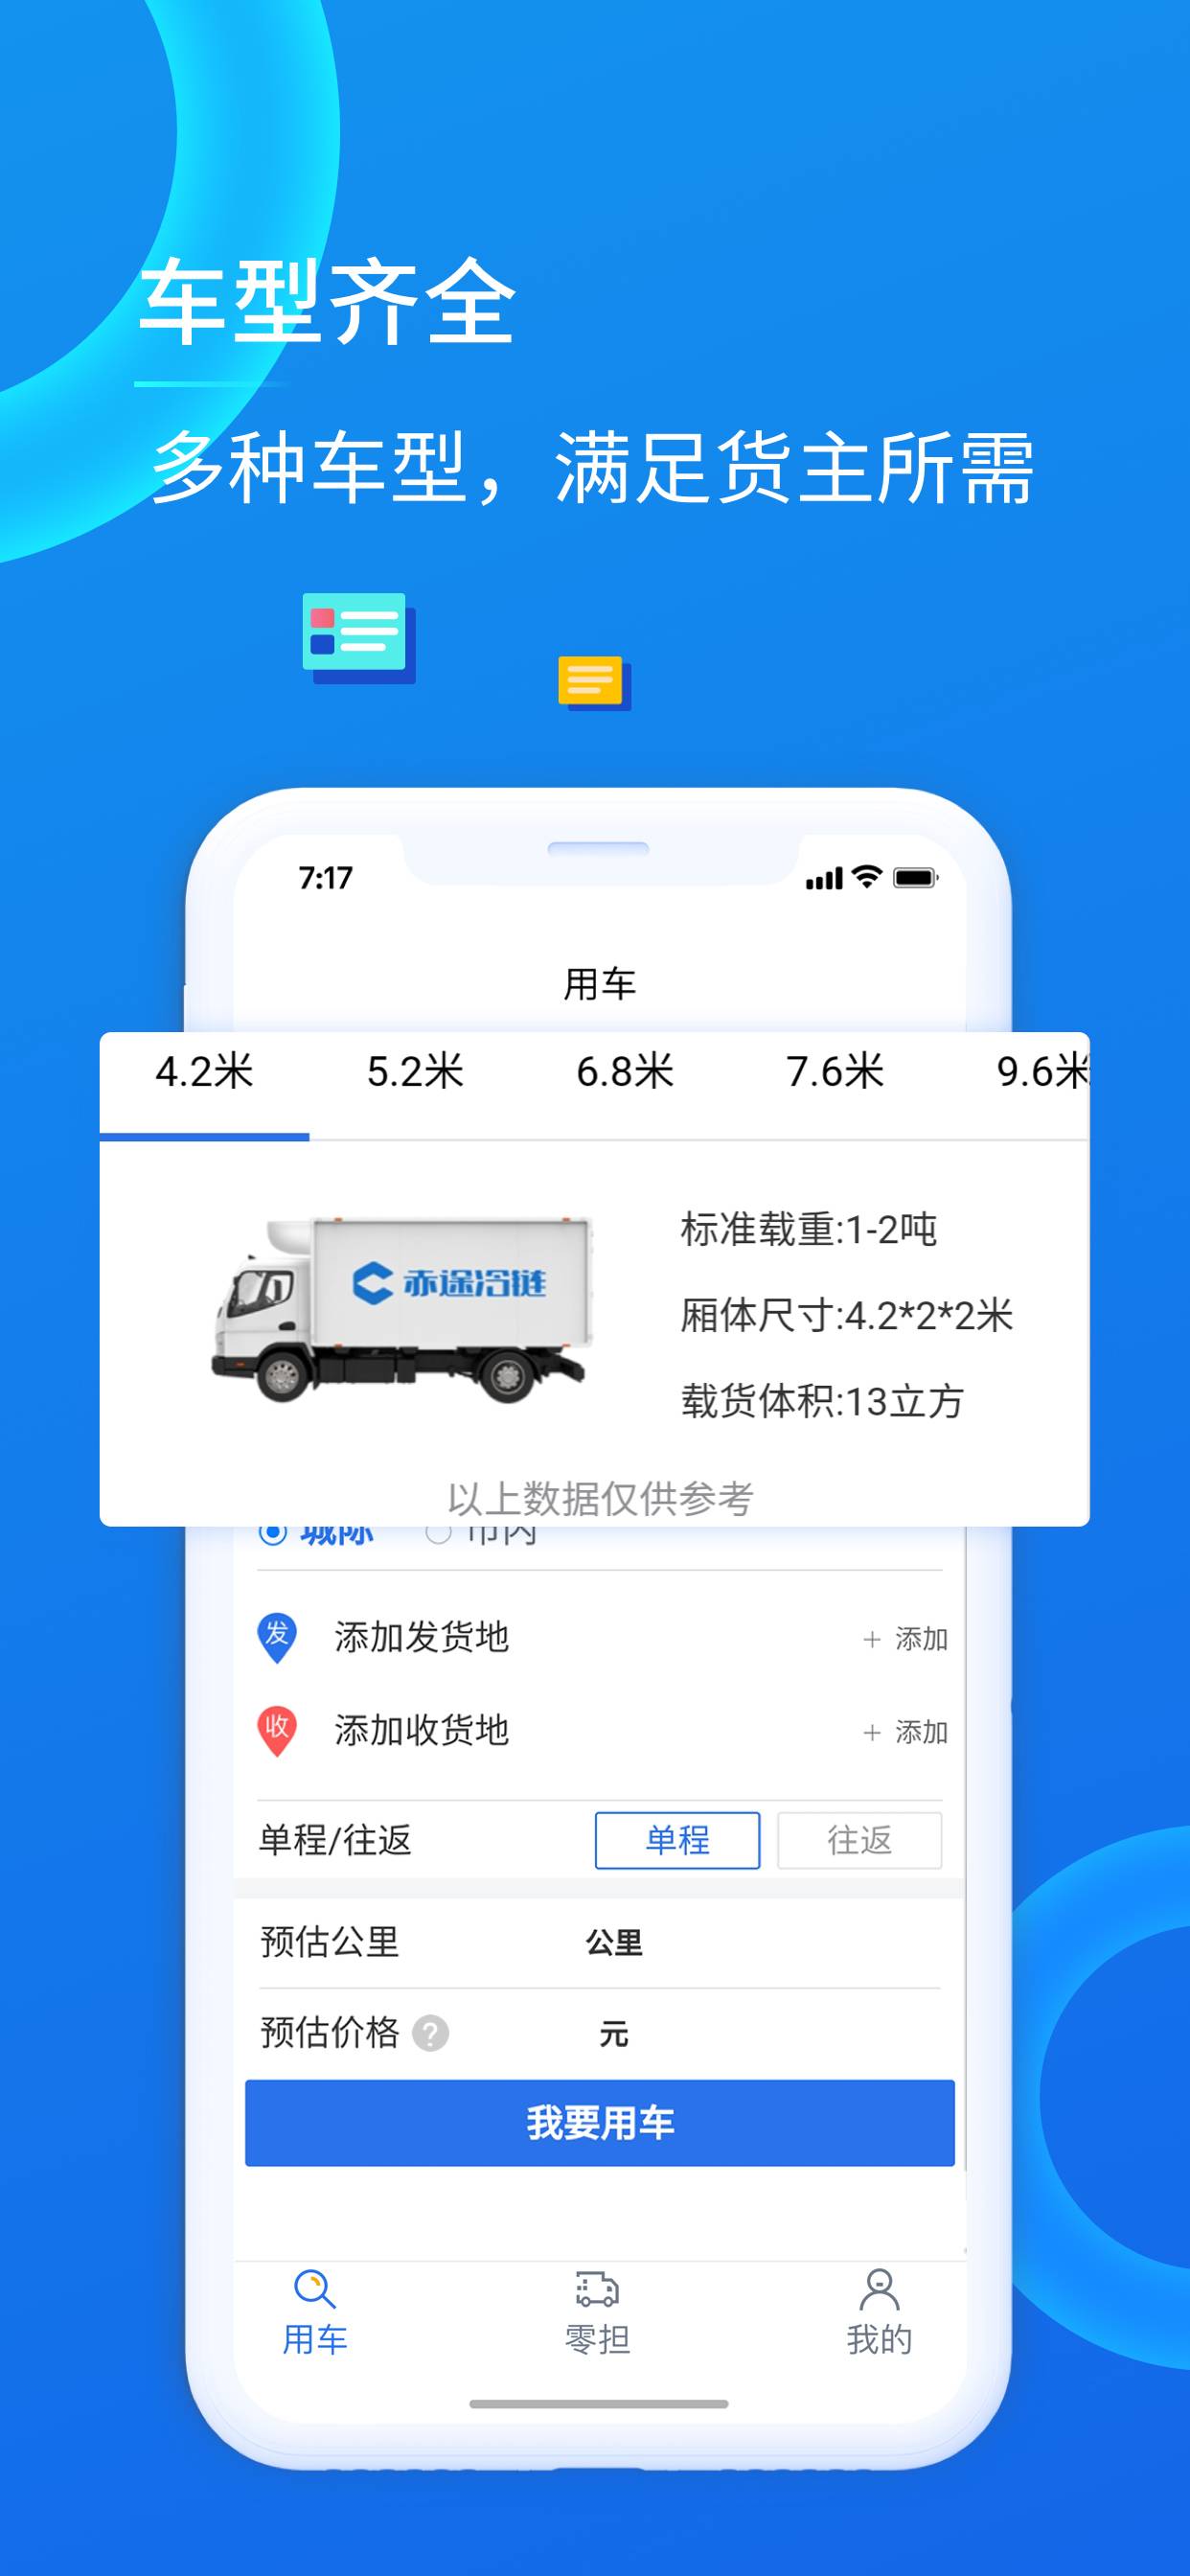 车型齐全
多种车型，满足货主所需
7:17
用车
4.2米 5.2米 6.8米 7.6米 9.6米
赤途冷链
标准载重:1-2吨
厢体尺寸:4.2*2*2米
载货体积:13立方
以上数据仅供参考
城际 市内
发 添加发货地 + 添加
收 添加收货地 + 添加
单程/往返 单程 往返
预估公里 公里
预估价格 ? 元
我要用车
用车 零担 我的